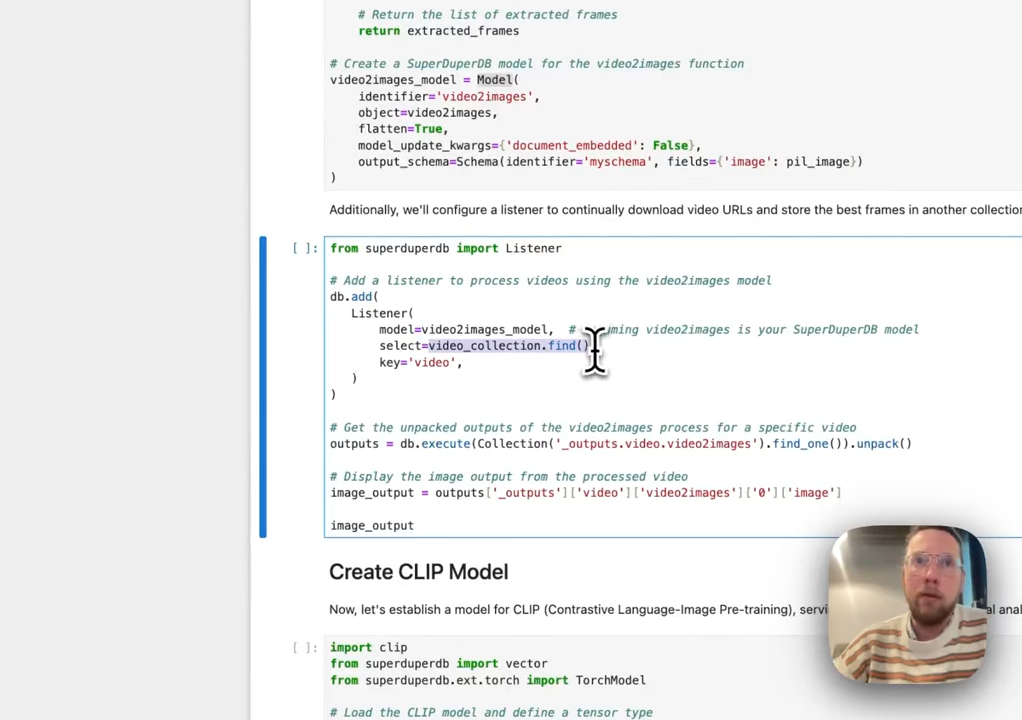 # Return the list of extracted frames
return extracted_frames
# Create a SuperDuperDB model for the video2images function
video2images_model = Model(
identifier='video2images',
object=video2images,
flatten=True,
model_update_kwargs={'document_embedded': False},
output_schema=Schema(identifier='myschema', fields={'image': pil_image})
)
Additionally, we'll configure a listener to continually download video URLs and store the best frames in another collectio
[ ]: from superduperdb import Listener
# Add a listener to process videos using the video2images model
db.add(
Listener(
model=video2images_model, # uming video2images is your SuperDuperDB model
select=video_collection.find()
key='video',
)
)
# Get the unpacked outputs of the video2images process for a specific video
outputs = db.execute(Collection('_outputs.video.video2images').find_one()).unpack()
# Display the image output from the processed video
image_output = outputs['_outputs']['video']['video2images']['0']['image']
image_output
Create CLIP Model
Now, let's establish a model for CLIP (Contrastive Language-Image Pre-training), servi al anal
[ ]: import clip
from superduperdb import vector
from superduperdb.ext.torch import TorchModel
# Load the CLIP model and define a tensor type